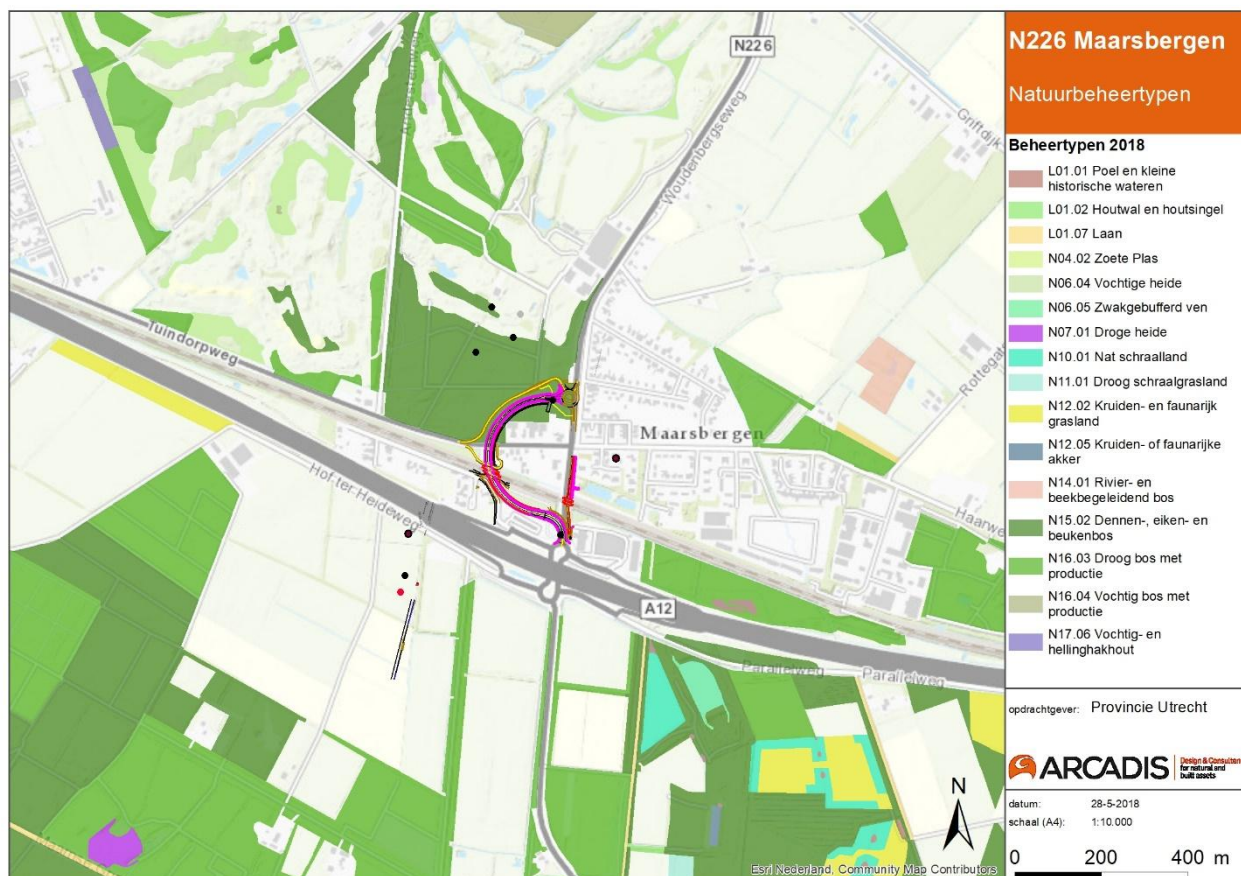 N226
Anderstein​weg
Woudenbergseweg
Griftdijk
Tuindorpweg
Maarsbergen
Hof ter Heideweg
Haarwe
A12
Parallelweg
Parallelweg
Esri Nederland, Community Map Contributors
N226 Maarsbergen
Natuurbeheertypen
Beheertypen 2018
L01.01 Poel en kleine
historische wateren
L01.02 Houtwal en houtsingel
L01.07 Laan
N04.02 Zoete Plas
N06.04 Vochtige heide
N06.05 Zwakgebufferd ven
N07.01 Droge heide
N10.01 Nat schraalland
N11.01 Droog schraalgrasland
N12.02 Kruiden- en faunarijk
grasland
N12.05 Kruiden- of faunarijke
akker
N14.01 Rivier- en
beekbegeleidend bos
N15.02 Dennen-, eiken- en
beukenbos
N16.03 Droog bos met
productie
N16.04 Vochtig bos met
productie
N17.06 Vochtig- en
hellinghakhout
opdrachtgever: Provincie Utrecht
ARCADIS
Design & Consultancy
for natural and
built assets
datum: 28-5-2018
schaal (A4): 1:10.000
N
0 200 400 m